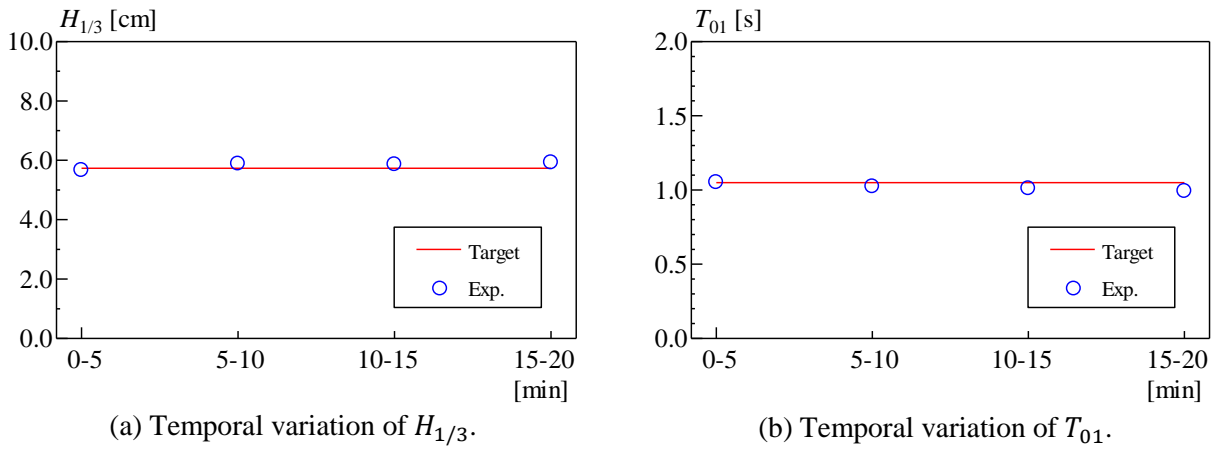 H1/3 [cm]
10.0
8.0
6.0
4.0
2.0
0.0
0-5 5-10 10-15 15-20
[min]
Target
Exp.
(a) Temporal variation of H1/3.
T01 [s]
2.0
1.5
1.0
0.5
0.0
0-5 5-10 10-15 15-20
[min]
Target
Exp.
(b) Temporal variation of T01.